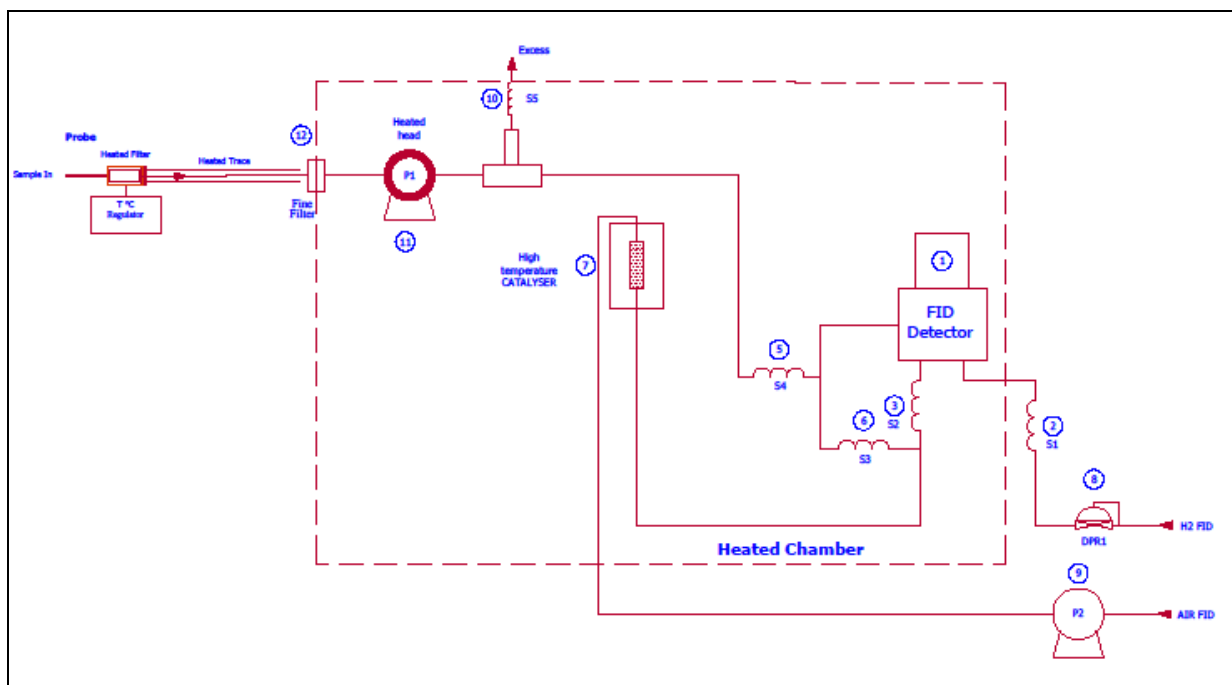 Excess
10
S5
12
Heated
head
Probe
Heated Filter
Heated Trace
Sample In
P1
T °C
Regulator
Fine
Filter
11
7
High
temperature
CATALYSER
1
FID
Detector
5
S4
3
S2
6
S3
2
S1
8
H2 FID
DPR1
Heated Chamber
9
P2
AIR FID